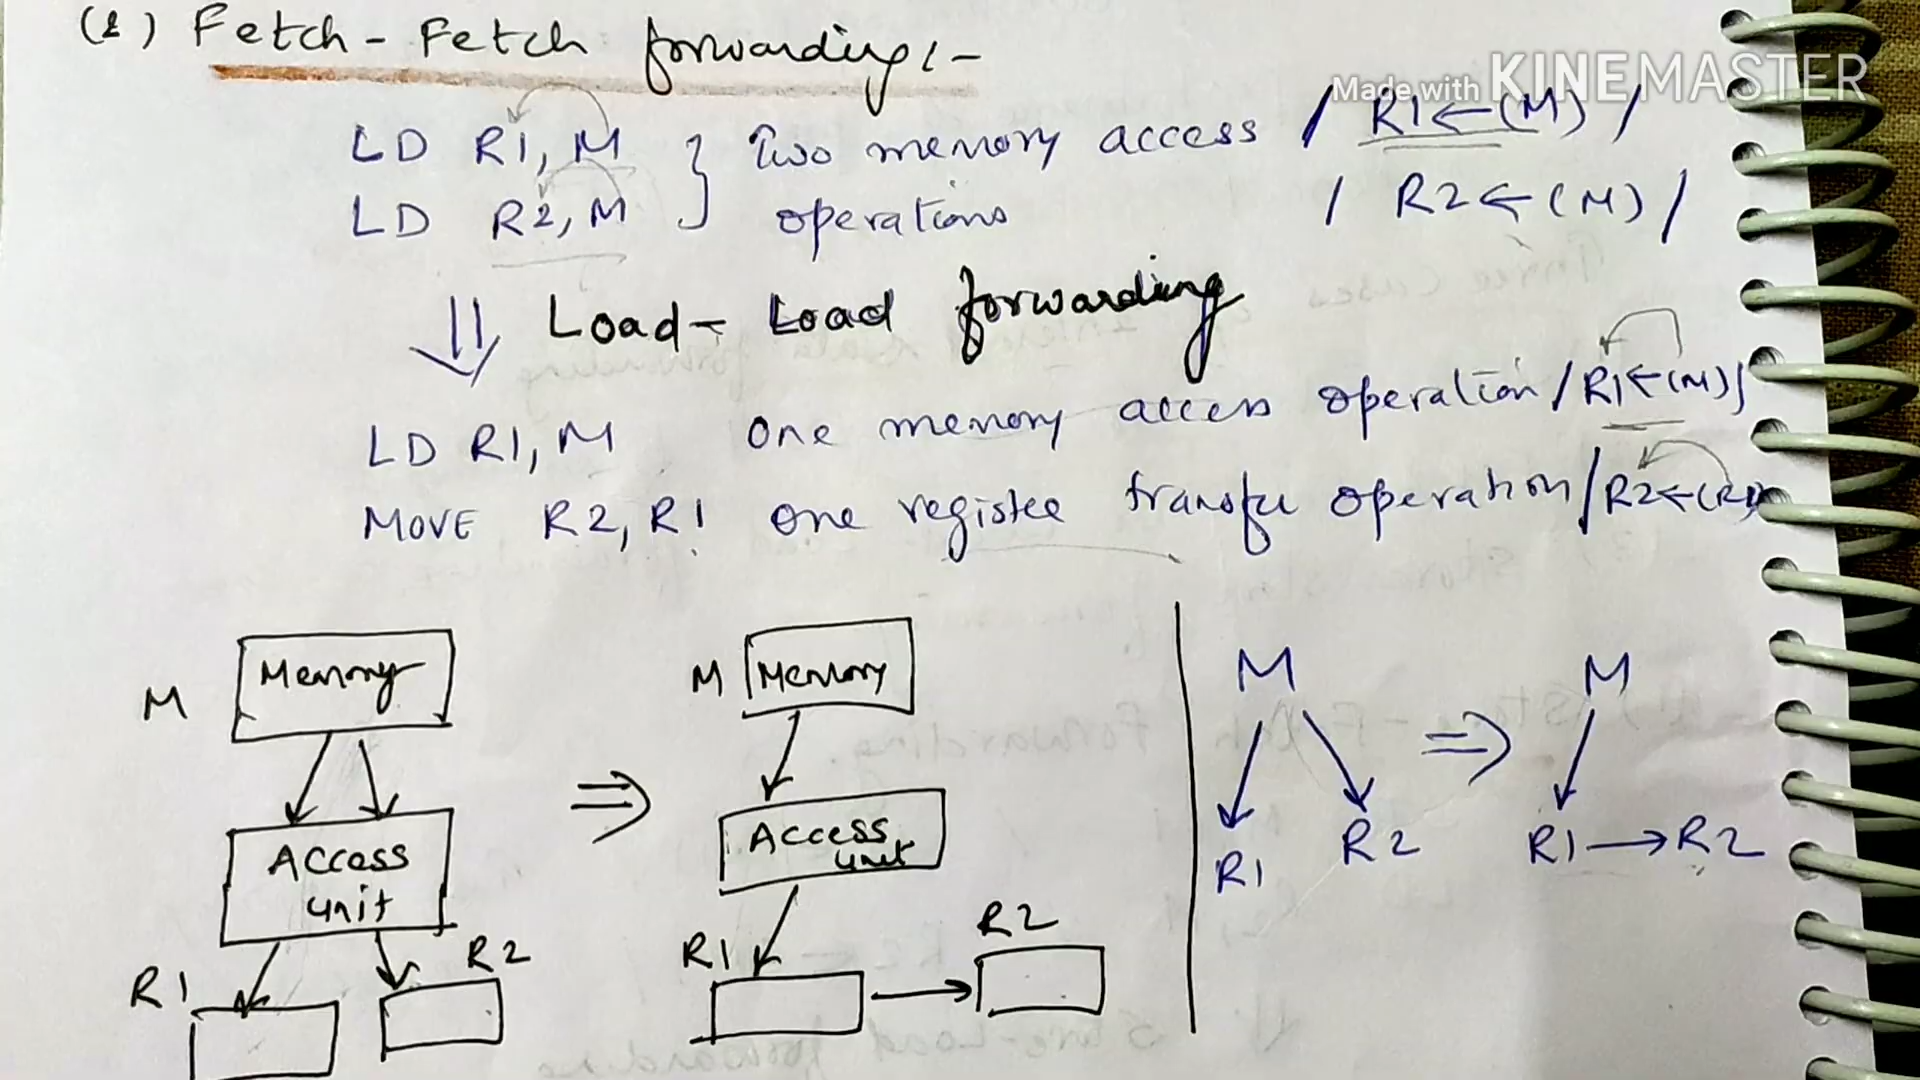 (2) Fetch - Fetch forwarding :-
Made with KINEMASTER
LD R1, M } Two memory access / R1←(M) /
LD R2, M operations / R2←(M) /
⇓ Load - Load forwarding
LD R1, M One memory access operation / R1←(M) /
MOVE R2, R1 one register transfer operation / R2←(R1)
M Memory ⇒ M Memory
Access unit
Access unit
R1 R2
R1 R2
M ⇒ M
R1 R2 R1 → R2